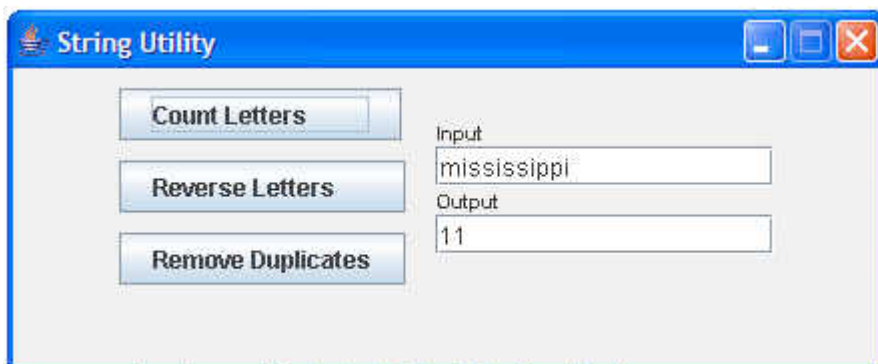 String Utility
Count Letters
Reverse Letters
Remove Duplicates
Input
mississippi
Output
11